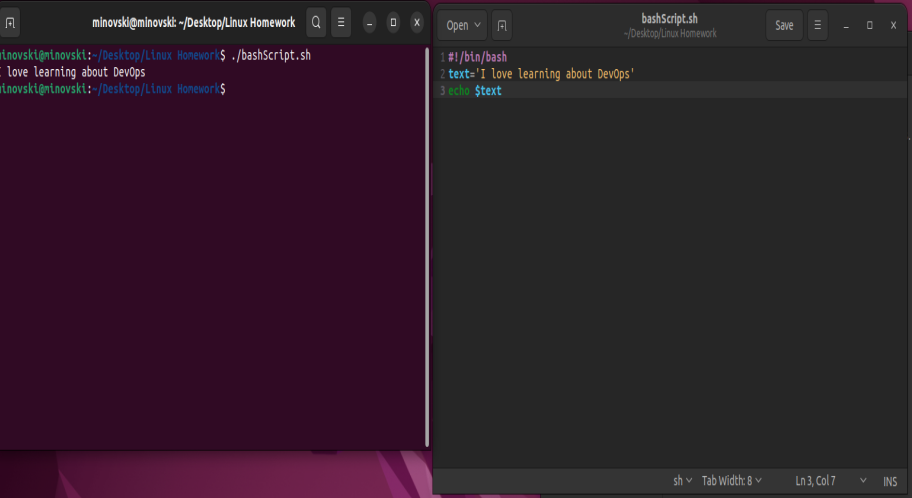 minovski@minovski: ~/Desktop/Linux Homework
minovski@minovski:~/Desktop/Linux Homework$ ./bashScript.sh
I love learning about DevOps
minovski@minovski:~/Desktop/Linux Homework$
Open
bashScript.sh
~/Desktop/Linux Homework
Save
1 #!/bin/bash
2 text='I love learning about DevOps'
3 echo $text
sh Tab Width: 8 Ln 3, Col 7 INS